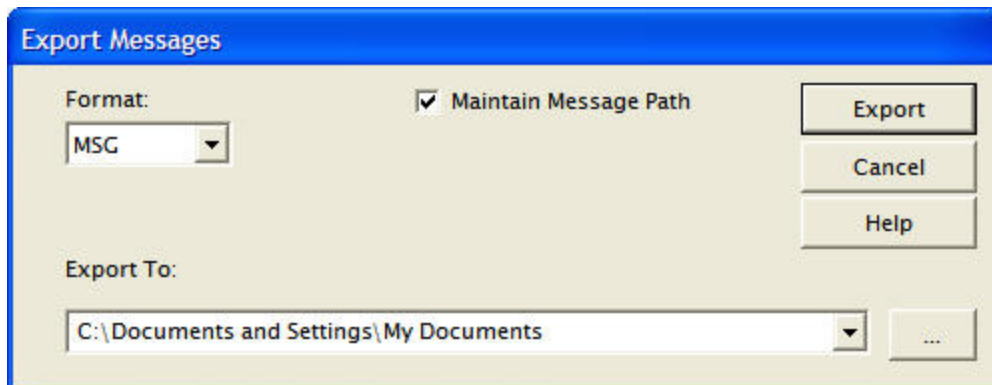 Export Messages
Format:
Maintain Message Path
Export
MSG
Cancel
Help
Export To:
C:\Documents and Settings\My Documents
...